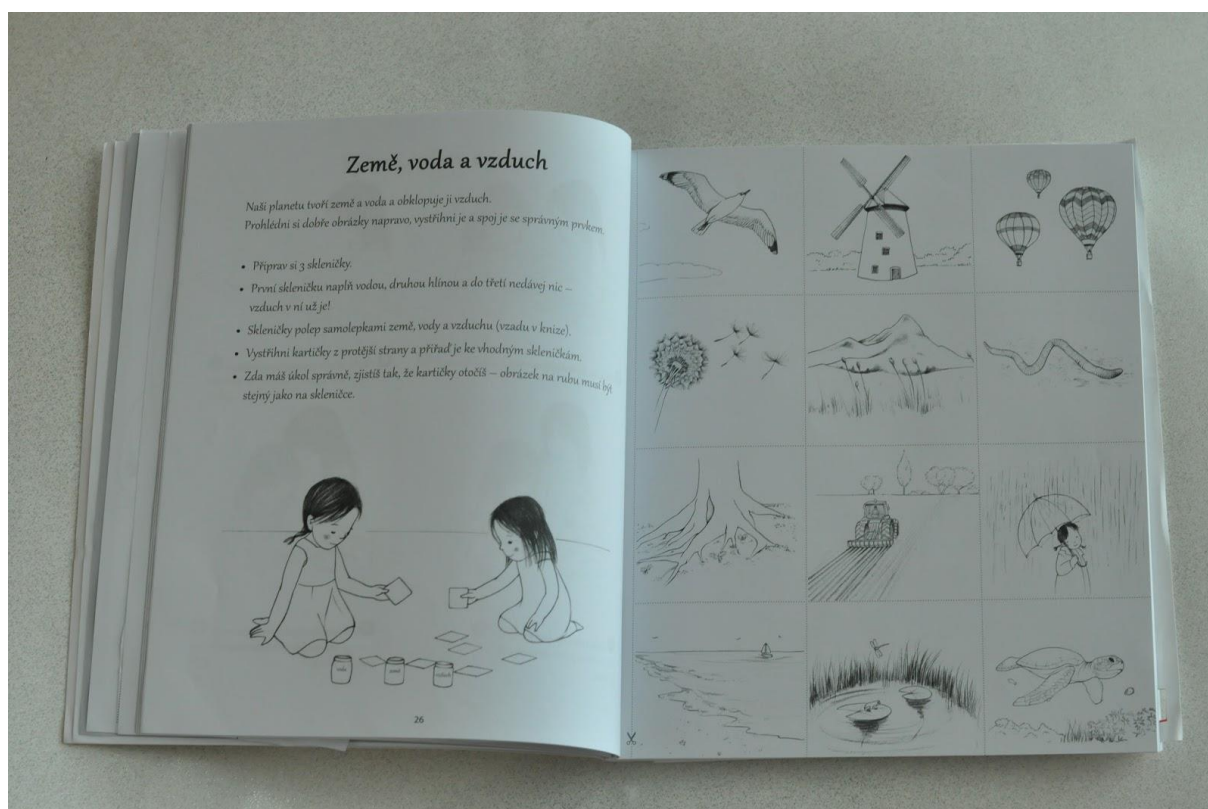 Země, voda a vzduch
Naši planetu tvoří země a voda a obklopuje ji vzduch.
Prohlédni si dobře obrázky napravo, vystřihni je a spoj je se správným prvkem.
• Připrav si 3 skleničky.
• První skleničku naplň vodou, druhou hlínou a do třetí nedávej nic –
vzduch v ní už je!
• Skleničky polep samolepkami země, vody a vzduchu (vzadu v knize).
• Vystřihni kartičky z protější strany a přiřaď je ke vhodným skleničkám.
• Zda máš úkol správně, zjistíš tak, že kartičky otočíš – obrázek na rubu musí být
stejný jako na skleničce.
voda země vzduch
26